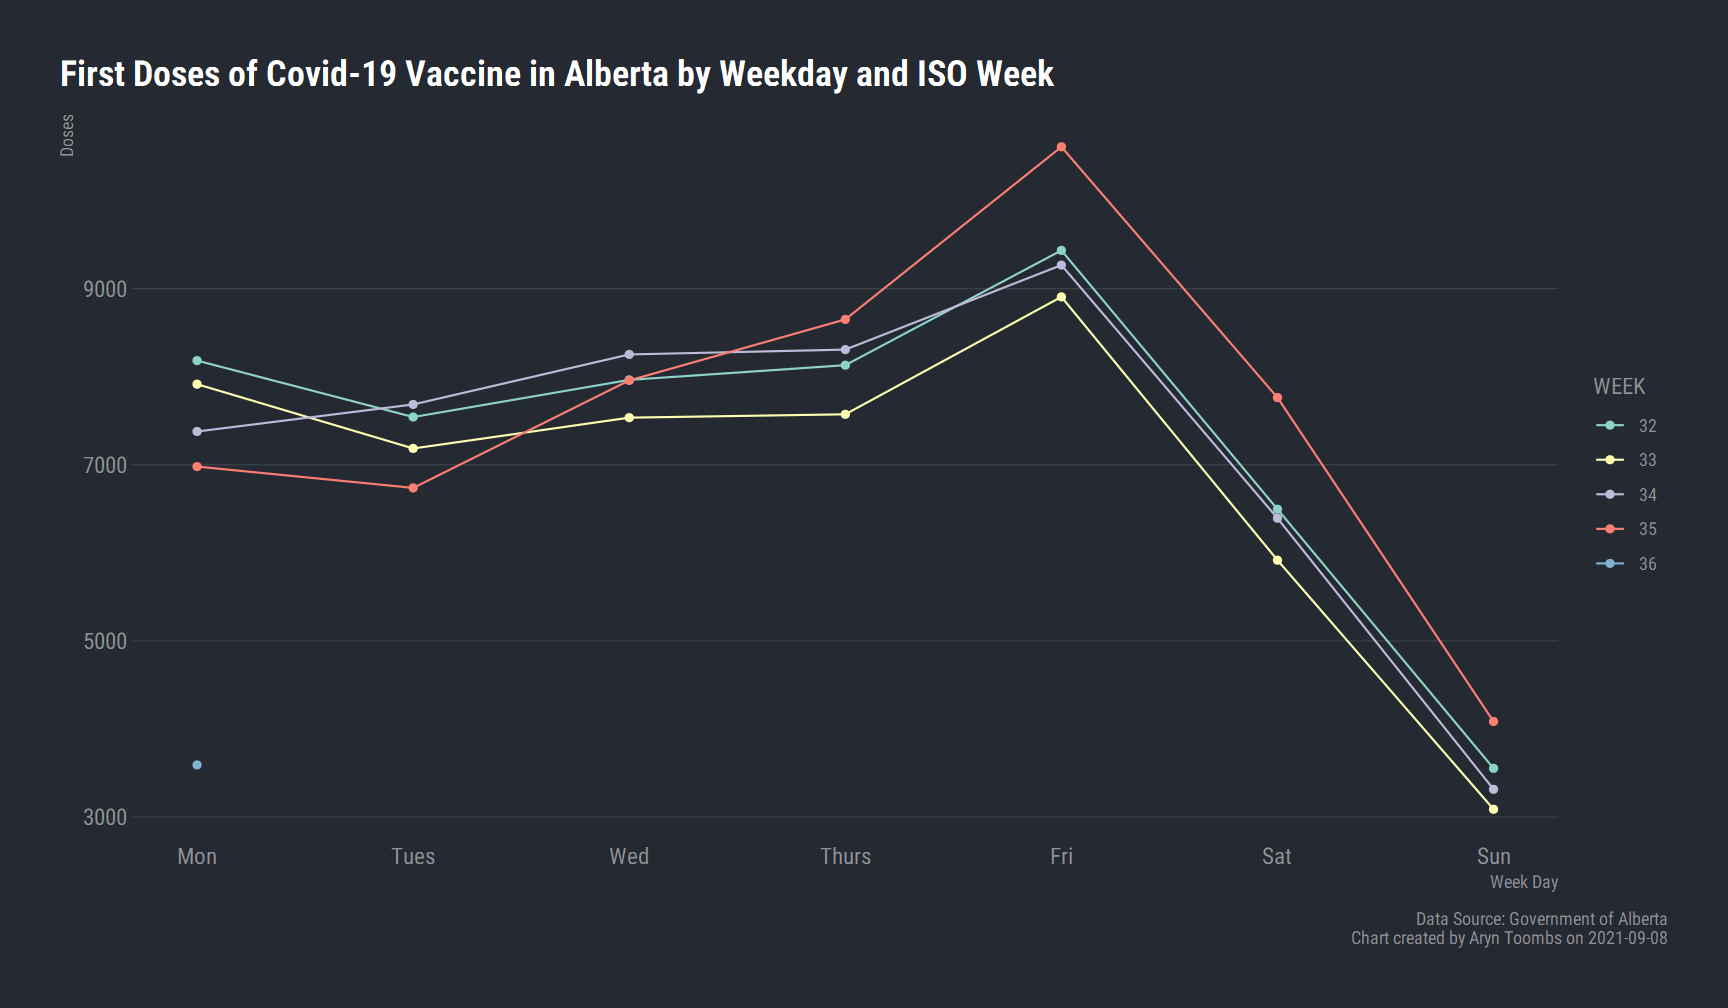 First Doses of Covid-19 Vaccine in Alberta by Weekday and ISO Week
Doses
9000
7000
5000
3000
Mon Tues Wed Thurs Fri Sat Sun
Week Day
WEEK
32
33
34
35
36
Data Source: Government of Alberta
Chart created by Aryn Toombs on 2021-09-08